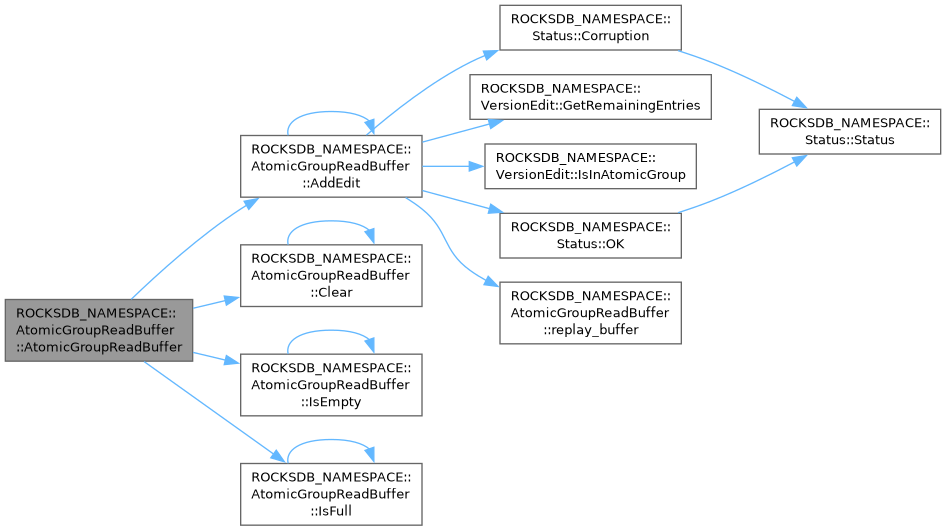 ROCKSDB_NAMESPACE::
AtomicGroupReadBuffer
::AtomicGroupReadBuffer
ROCKSDB_NAMESPACE::
AtomicGroupReadBuffer
::AddEdit
ROCKSDB_NAMESPACE::
AtomicGroupReadBuffer
::Clear
ROCKSDB_NAMESPACE::
AtomicGroupReadBuffer
::IsEmpty
ROCKSDB_NAMESPACE::
AtomicGroupReadBuffer
::IsFull
ROCKSDB_NAMESPACE::
Status::Corruption
ROCKSDB_NAMESPACE::
VersionEdit::GetRemainingEntries
ROCKSDB_NAMESPACE::
VersionEdit::IsInAtomicGroup
ROCKSDB_NAMESPACE::
Status::OK
ROCKSDB_NAMESPACE::
AtomicGroupReadBuffer
::replay_buffer
ROCKSDB_NAMESPACE::
Status::Status